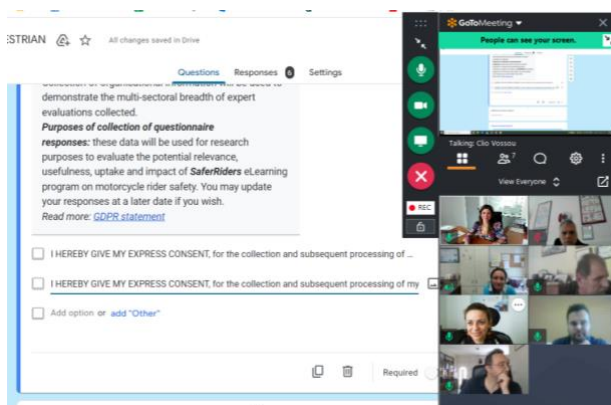 ESTRIAN
All changes saved in Drive
Questions Responses 6 Settings
demonstrate the multi-sectoral breadth of expert
evaluations collected.
Purposes of collection of questionnaire
responses: these data will be used for research
purposes to evaluate the potential relevance,
usefulness, uptake and impact of SaferRiders eLearning
program on motorcycle rider safety. You may update
your responses at a later date if you wish.
Read more: GDPR statement
I HEREBY GIVE MY EXPRESS CONSENT, for the collection and subsequent processing of ...
I HEREBY GIVE MY EXPRESS CONSENT, for the collection and subsequent processing of my
Add option or add "Other"
Required
GoToMeeting
People can see your screen.
Talking: Clio Vossou
7
View Everyone
REC